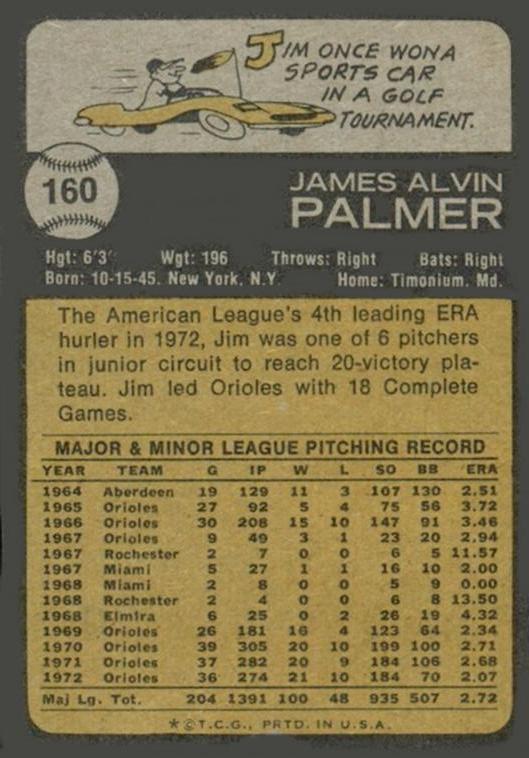 JIM ONCE WON A
SPORTS CAR
IN A GOLF
TOURNAMENT.
160
JAMES ALVIN
PALMER
Hgt: 6'3" Wgt: 196 Throws: Right Bats: Right
Born: 10-15-45. New York, N.Y. Home: Timonium. Md.
The American League's 4th leading ERA
hurler in 1972, Jim was one of 6 pitchers
in junior circuit to reach 20-victory pla-
teau. Jim led Orioles with 18 Complete
Games.
MAJOR & MINOR LEAGUE PITCHING RECORD
YEAR TEAM G IP W L SO BB ERA
1964 Aberdeen 19 129 11 3 107 130 2.51
1965 Orioles 27 92 5 4 75 56 3.72
1966 Orioles 30 208 15 10 147 91 3.46
1967 Orioles 9 49 3 1 23 20 2.94
1967 Rochester 2 7 0 0 6 5 11.57
1967 Miami 5 27 1 1 16 10 2.00
1968 Miami 2 8 0 0 5 9 0.00
1968 Rochester 2 4 0 0 6 8 13.50
1968 Elmira 6 25 0 2 26 19 4.32
1969 Orioles 26 181 16 4 123 64 2.34
1970 Orioles 39 305 20 10 199 100 2.71
1971 Orioles 37 282 20 9 184 106 2.68
1972 Orioles 36 274 21 10 184 70 2.07
Maj Lg. Tot. 204 1391 100 48 935 507 2.72
*©T.C.G., PRTD. IN U.S.A.